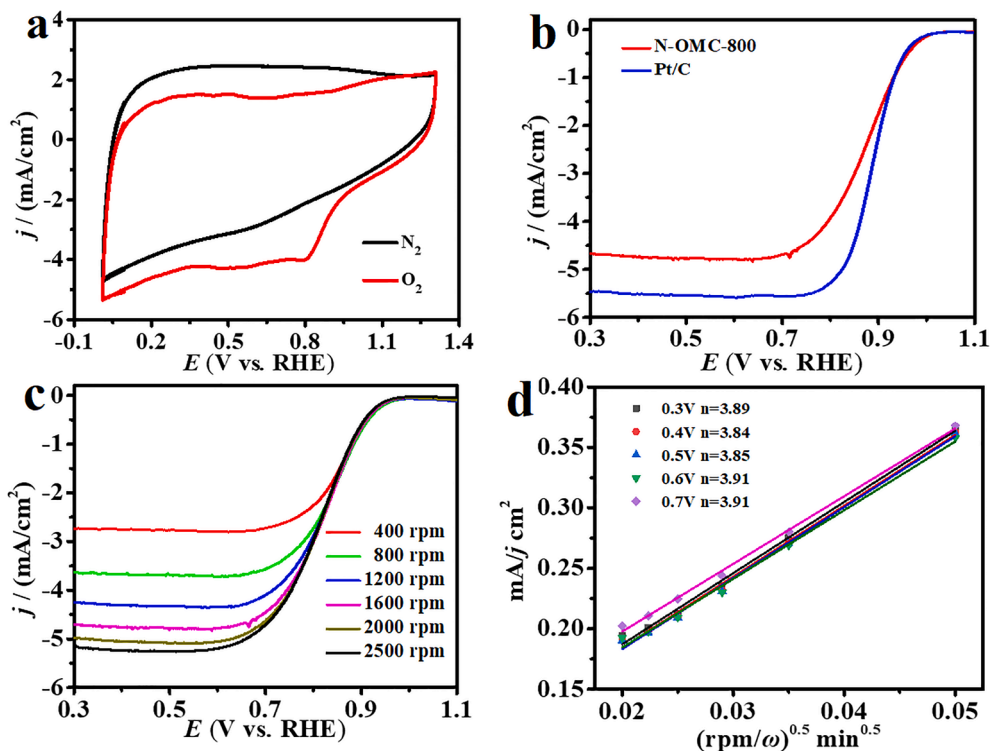 a
4
2
0
-2
-4
-6
j / (mA/cm²)
N₂
O₂
-0.1 0.2 0.5 0.8 1.1 1.4
E (V vs. RHE)
b
N-OMC-800
Pt/C
0
-1
-2
-3
-4
-5
-6
j / (mA/cm²)
0.3 0.5 0.7 0.9 1.1
E (V vs. RHE)
c
0
-1
-2
-3
-4
-5
-6
j / (mA/cm²)
400 rpm
800 rpm
1200 rpm
1600 rpm
2000 rpm
2500 rpm
0.3 0.5 0.7 0.9 1.1
E (V vs. RHE)
d
0.40
0.35
0.30
0.25
0.20
0.15
mA/j cm²
0.3V n=3.89
0.4V n=3.84
0.5V n=3.85
0.6V n=3.91
0.7V n=3.91
0.02 0.03 0.04 0.05
(rpm/ω)^0.5 min^0.5